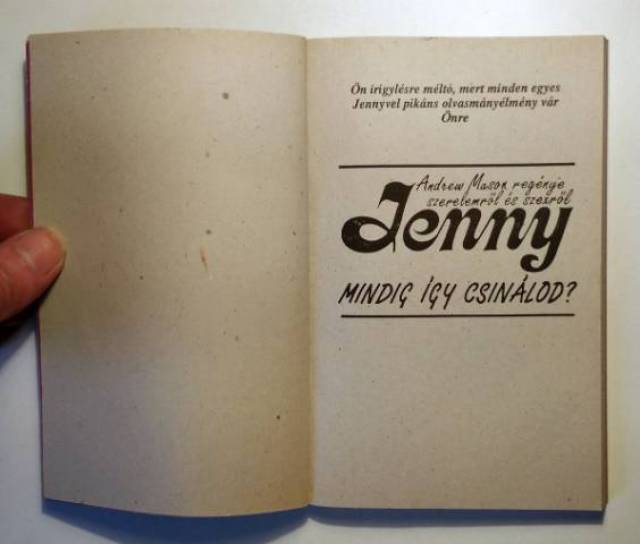 Ön irigylésre méltó, mert minden egyes
Jennyvel pikáns olvasmányélmény vár
Önre
Andrew Mason regénye
szerelemről és szexről
Jenny
MINDIG ÍGY CSINÁLOD?